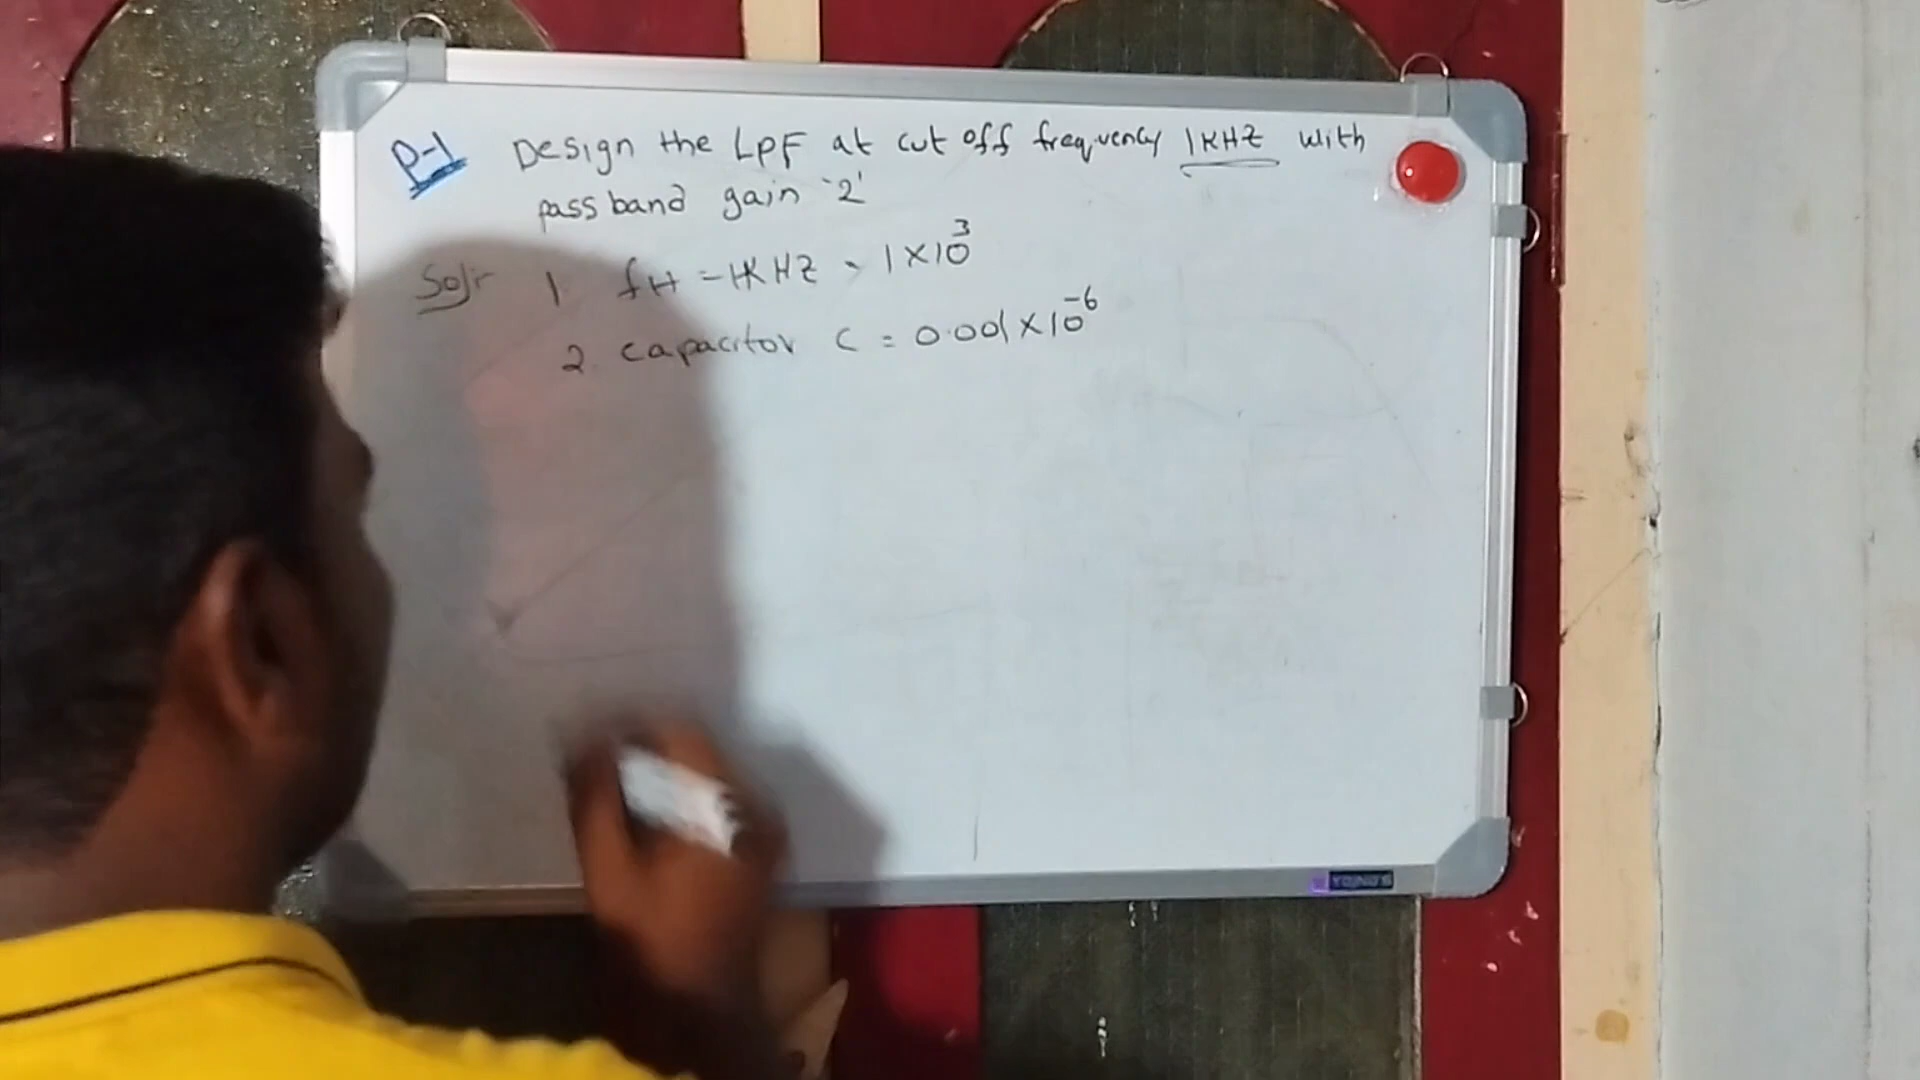 P-1 Design the LPF at cut off frequency 1KHZ with
pass band gain '2'
Soln 1. fH = 1KHZ = 1×10³
2. capacitor C = 0.001×10⁻⁶